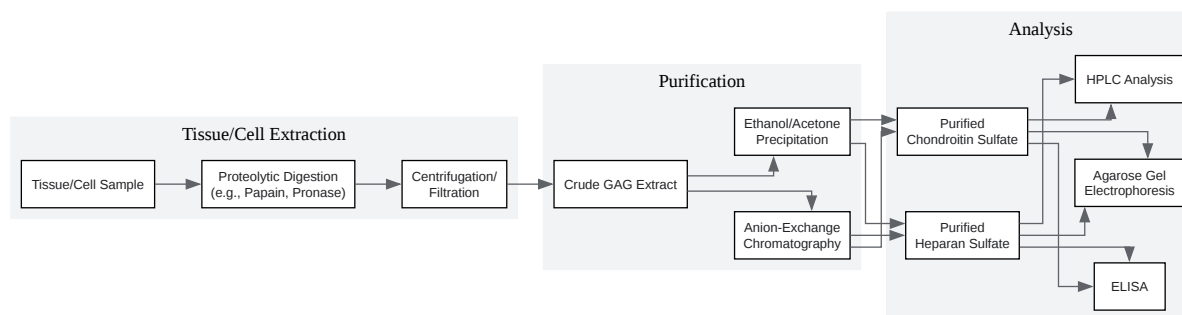 Tissue/Cell Extraction
Tissue/Cell Sample
Proteolytic Digestion
(e.g., Papain, Pronase)
Centrifugation/
Filtration
Purification
Crude GAG Extract
Ethanol/Acetone
Precipitation
Anion-Exchange
Chromatography
Analysis
Purified
Chondroitin Sulfate
Purified
Heparan Sulfate
HPLC Analysis
Agarose Gel
Electrophoresis
ELISA